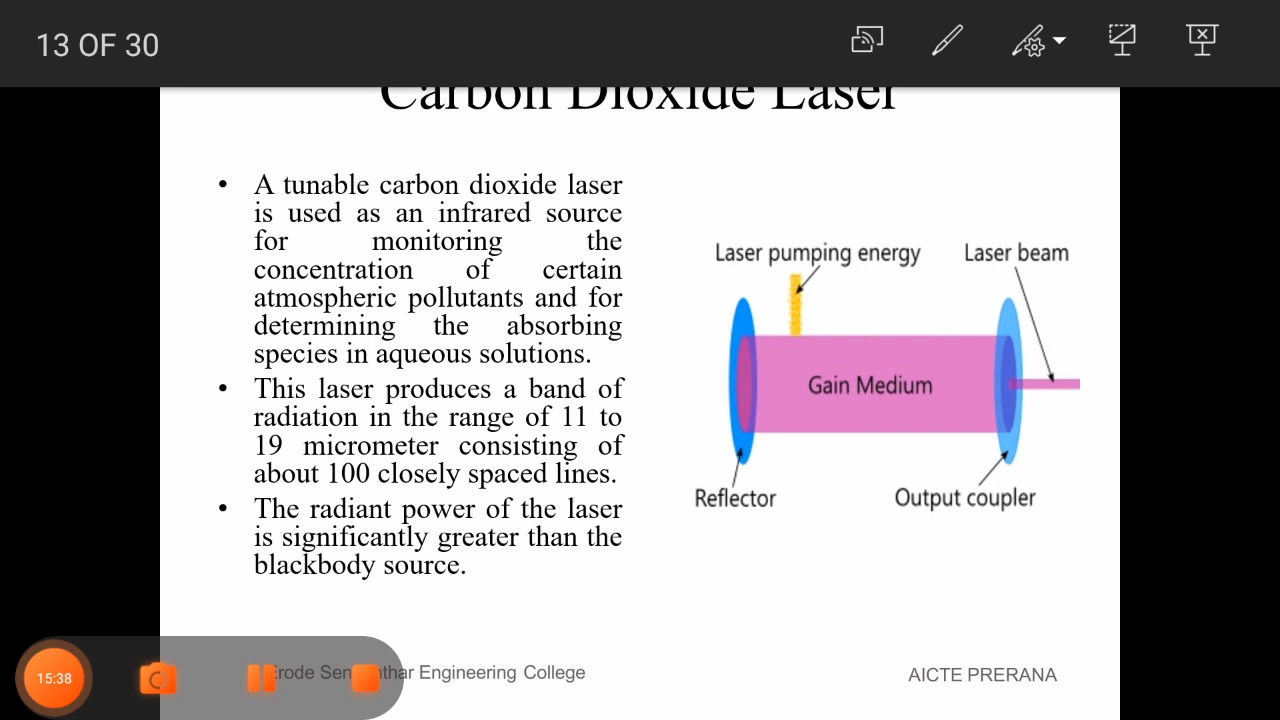 13 OF 30
Carbon Dioxide Laser
• A tunable carbon dioxide laser
is used as an infrared source
for monitoring the
concentration of certain
atmospheric pollutants and for
determining the absorbing
species in aqueous solutions.
• This laser produces a band of
radiation in the range of 11 to
19 micrometer consisting of
about 100 closely spaced lines.
• The radiant power of the laser
is significantly greater than the
blackbody source.
Laser pumping energy
Laser beam
Gain Medium
Reflector
Output coupler
15:38
Erode Engineering College
AICTE PRERANA